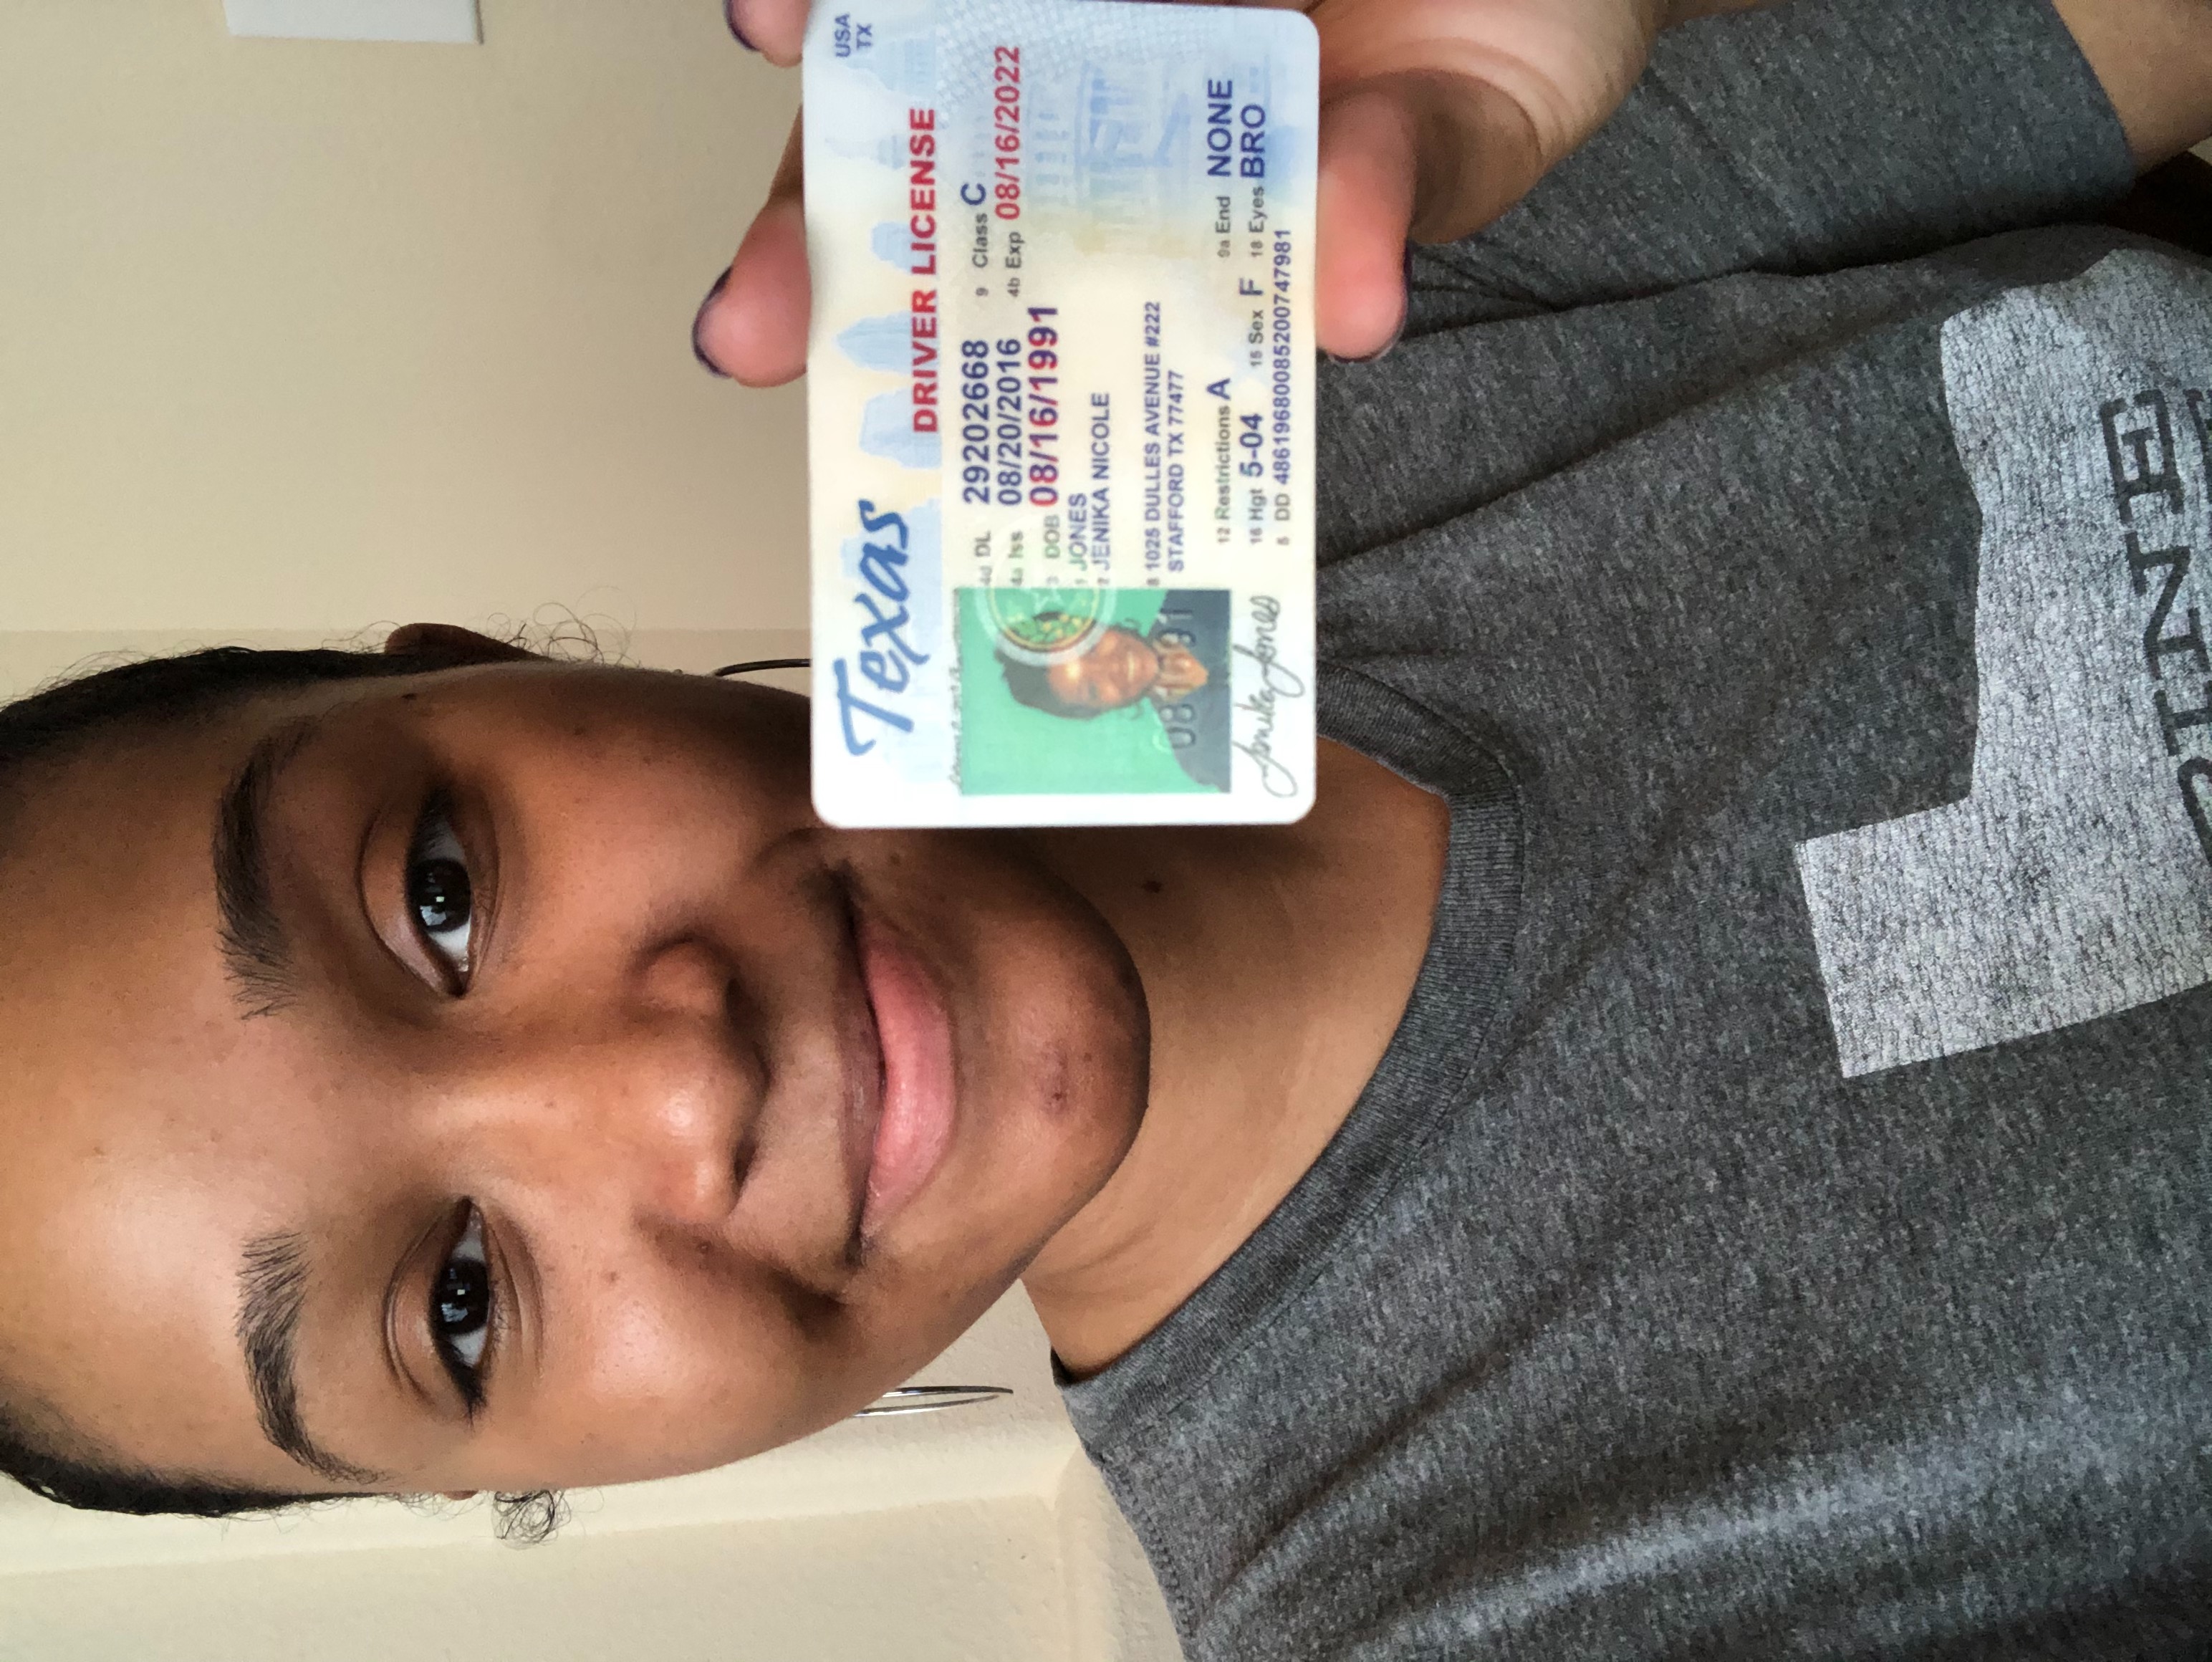 Texas
USA
TX
DRIVER LICENSE
4d DL 29202668 9 Class C
4a Iss 08/20/2016 4b Exp 08/16/2022
3 DOB 08/16/1991
1 JONES
2 JENIKA NICOLE
8 1025 DULLES AVENUE #222
STAFFORD TX 77477
12 Restrictions A 9a End NONE
16 Hgt 5-04 15 Sex F 18 Eyes BRO
5 DD 48619680085200747981
Jenika Jones